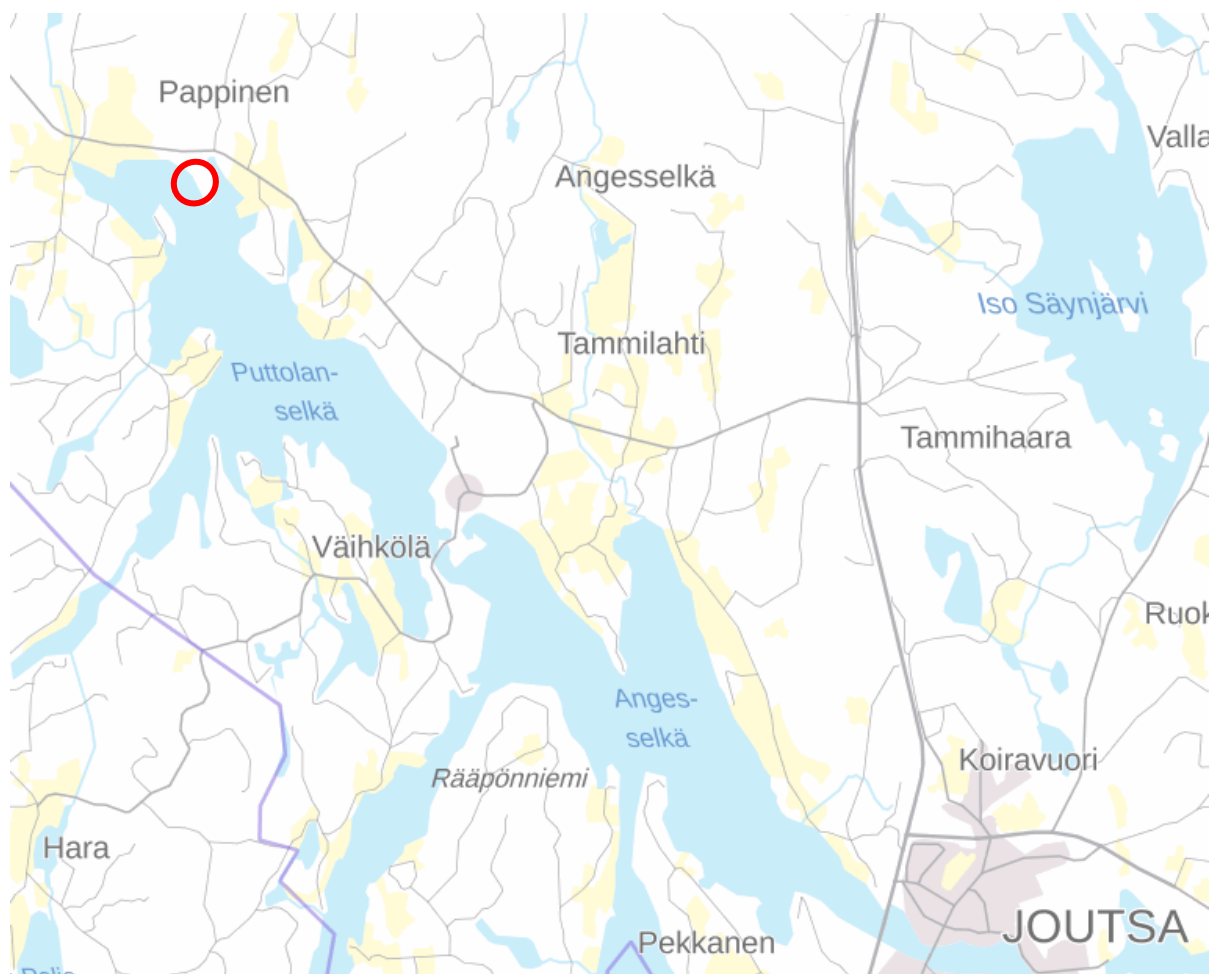 Pappinen
Valla
Angesselkä
Iso Säynjärvi
Tammilahti
Puttolan-
selkä
Tammihaara
Väihkölä
Ruok
Anges-
selkä
Koiravuori
Rääpönniemi
Hara
JOUTSA
Pekkanen